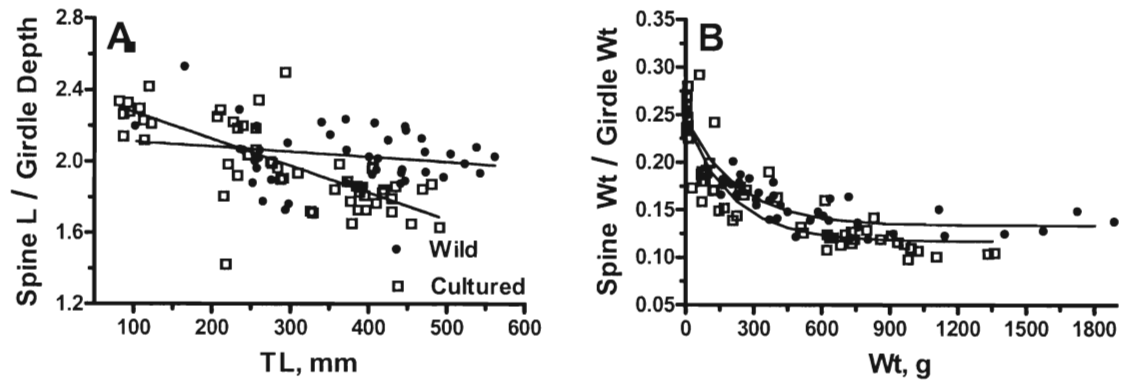 A
Spine L / Girdle Depth
2.8
2.4
2.0
1.6
1.2
Wild
Cultured
100 200 300 400 500 600
TL, mm
B
Spine Wt / Girdle Wt
0.35
0.30
0.25
0.20
0.15
0.10
0.05
0 300 600 900 1200 1500 1800
Wt, g